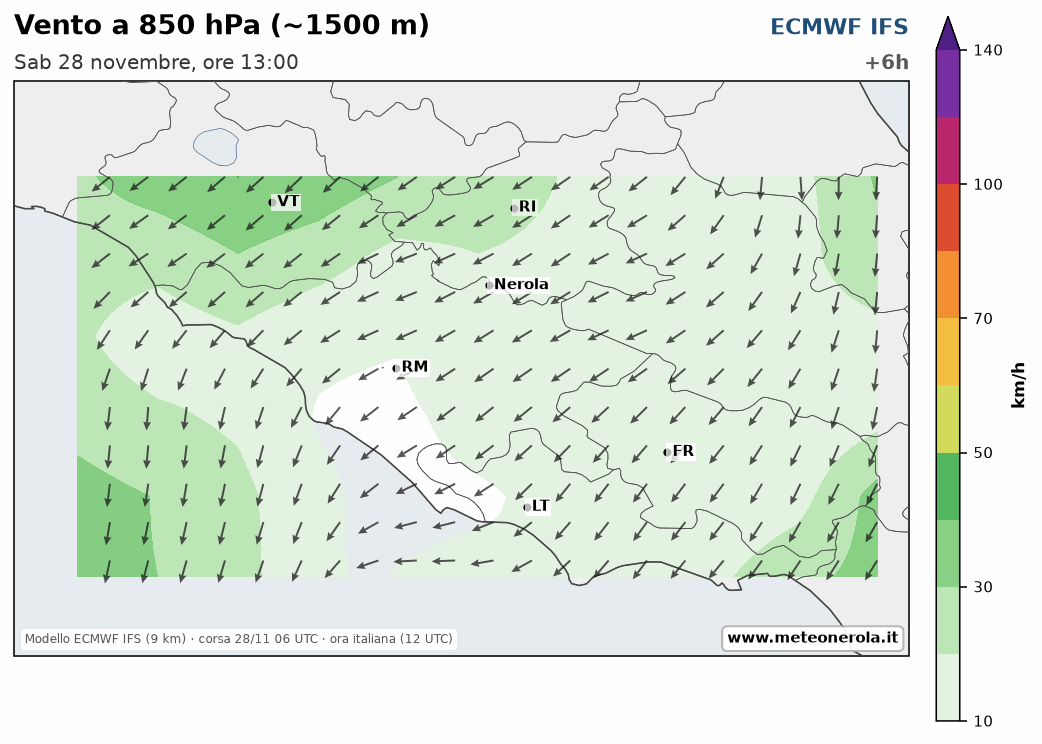 Vento a 850 hPa (~1500 m)
ECMWF IFS
Sab 28 novembre, ore 13:00
+6h
VT
RI
Nerola
RM
FR
LT
Modello ECMWF IFS (9 km) · corsa 28/11 06 UTC · ora italiana (12 UTC)
www.meteonerola.it
140
100
70
50
30
10
km/h